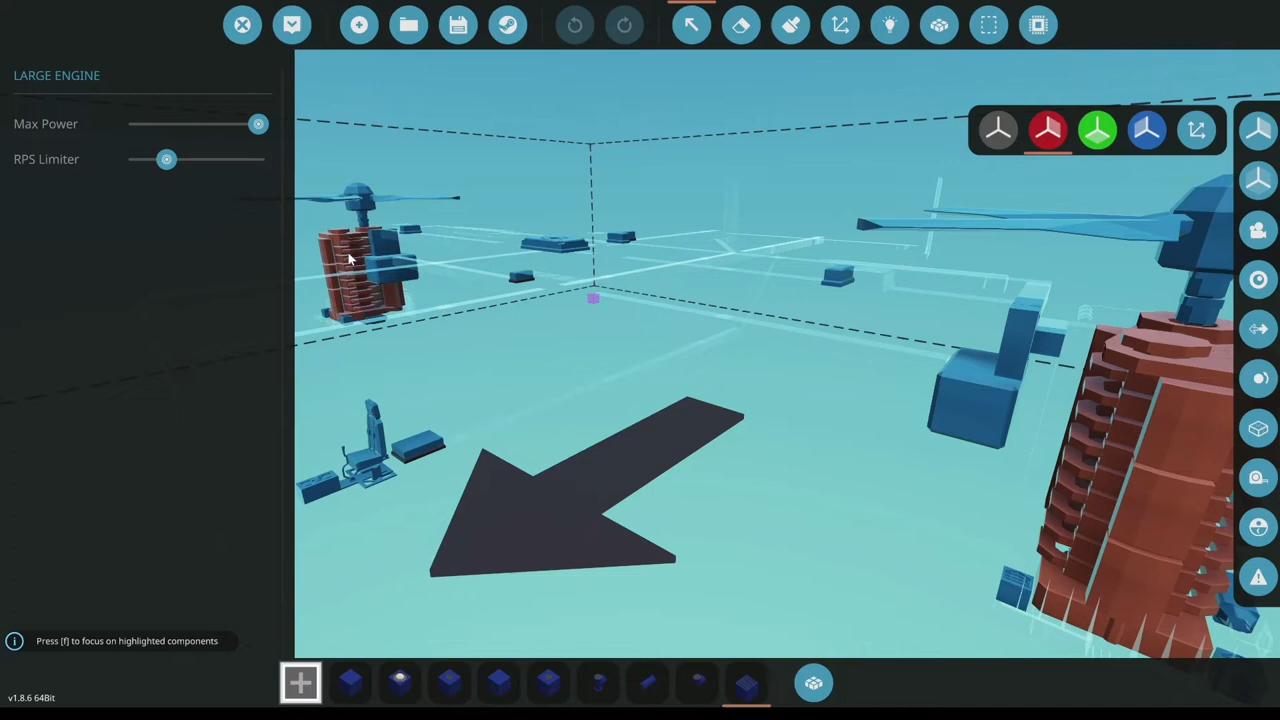 LARGE ENGINE
Max Power
RPS Limiter
Press [f] to focus on highlighted components
v1.8.6 64Bit